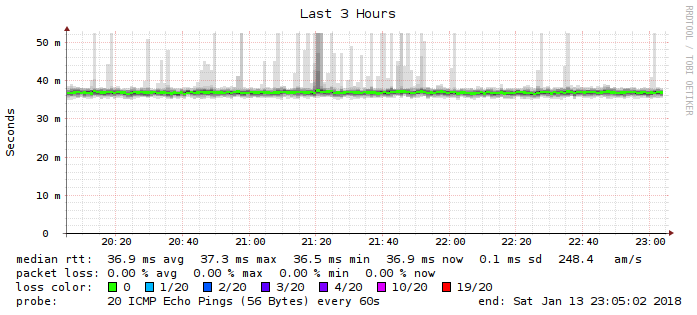 Last 3 Hours
RRDTOOL / TOBI OETIKER
Seconds
50 m
40 m
30 m
20 m
10 m
0
20:20 20:40 21:00 21:20 21:40 22:00 22:20 22:40 23:00
median rtt: 36.9 ms avg 37.3 ms max 36.5 ms min 36.9 ms now 0.1 ms sd 248.4 am/s
packet loss: 0.00 % avg 0.00 % max 0.00 % min 0.00 % now
loss color: 0 1/20 2/20 3/20 4/20 10/20 19/20
probe: 20 ICMP Echo Pings (56 Bytes) every 60s end: Sat Jan 13 23:05:02 2018